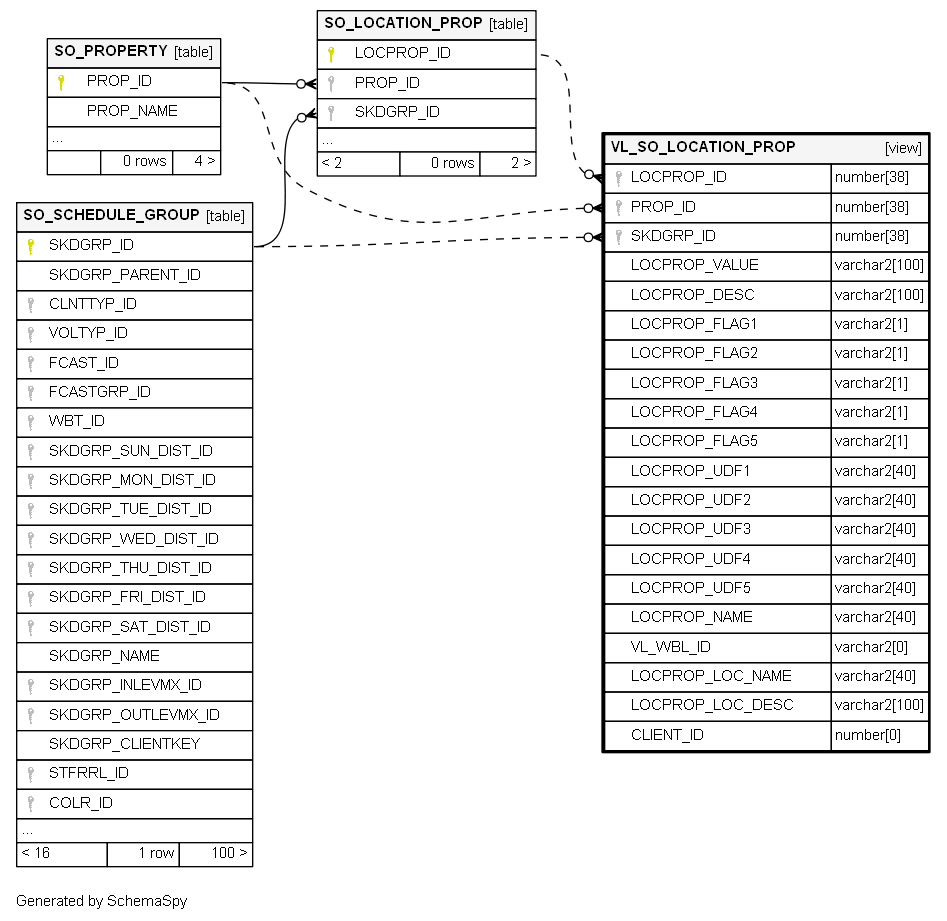 SO_LOCATION_PROP [table]
LOCPROP_ID
PROP_ID
SKDGRP_ID
...
< 2 0 rows 2 >
SO_PROPERTY [table]
PROP_ID
PROP_NAME
...
0 rows 4 >
SO_SCHEDULE_GROUP [table]
SKDGRP_ID
SKDGRP_PARENT_ID
CLNTTYP_ID
VOLTYP_ID
FCAST_ID
FCASTGRP_ID
WBT_ID
SKDGRP_SUN_DIST_ID
SKDGRP_MON_DIST_ID
SKDGRP_TUE_DIST_ID
SKDGRP_WED_DIST_ID
SKDGRP_THU_DIST_ID
SKDGRP_FRI_DIST_ID
SKDGRP_SAT_DIST_ID
SKDGRP_NAME
SKDGRP_INLEVMX_ID
SKDGRP_OUTLEVMX_ID
SKDGRP_CLIENTKEY
STFRRL_ID
COLR_ID
...
< 16 1 row 100 >
VL_SO_LOCATION_PROP [view]
LOCPROP_ID number[38]
PROP_ID number[38]
SKDGRP_ID number[38]
LOCPROP_VALUE varchar2[100]
LOCPROP_DESC varchar2[100]
LOCPROP_FLAG1 varchar2[1]
LOCPROP_FLAG2 varchar2[1]
LOCPROP_FLAG3 varchar2[1]
LOCPROP_FLAG4 varchar2[1]
LOCPROP_FLAG5 varchar2[1]
LOCPROP_UDF1 varchar2[40]
LOCPROP_UDF2 varchar2[40]
LOCPROP_UDF3 varchar2[40]
LOCPROP_UDF4 varchar2[40]
LOCPROP_UDF5 varchar2[40]
LOCPROP_NAME varchar2[40]
VL_WBL_ID varchar2[0]
LOCPROP_LOC_NAME varchar2[40]
LOCPROP_LOC_DESC varchar2[100]
CLIENT_ID number[0]
Generated by SchemaSpy